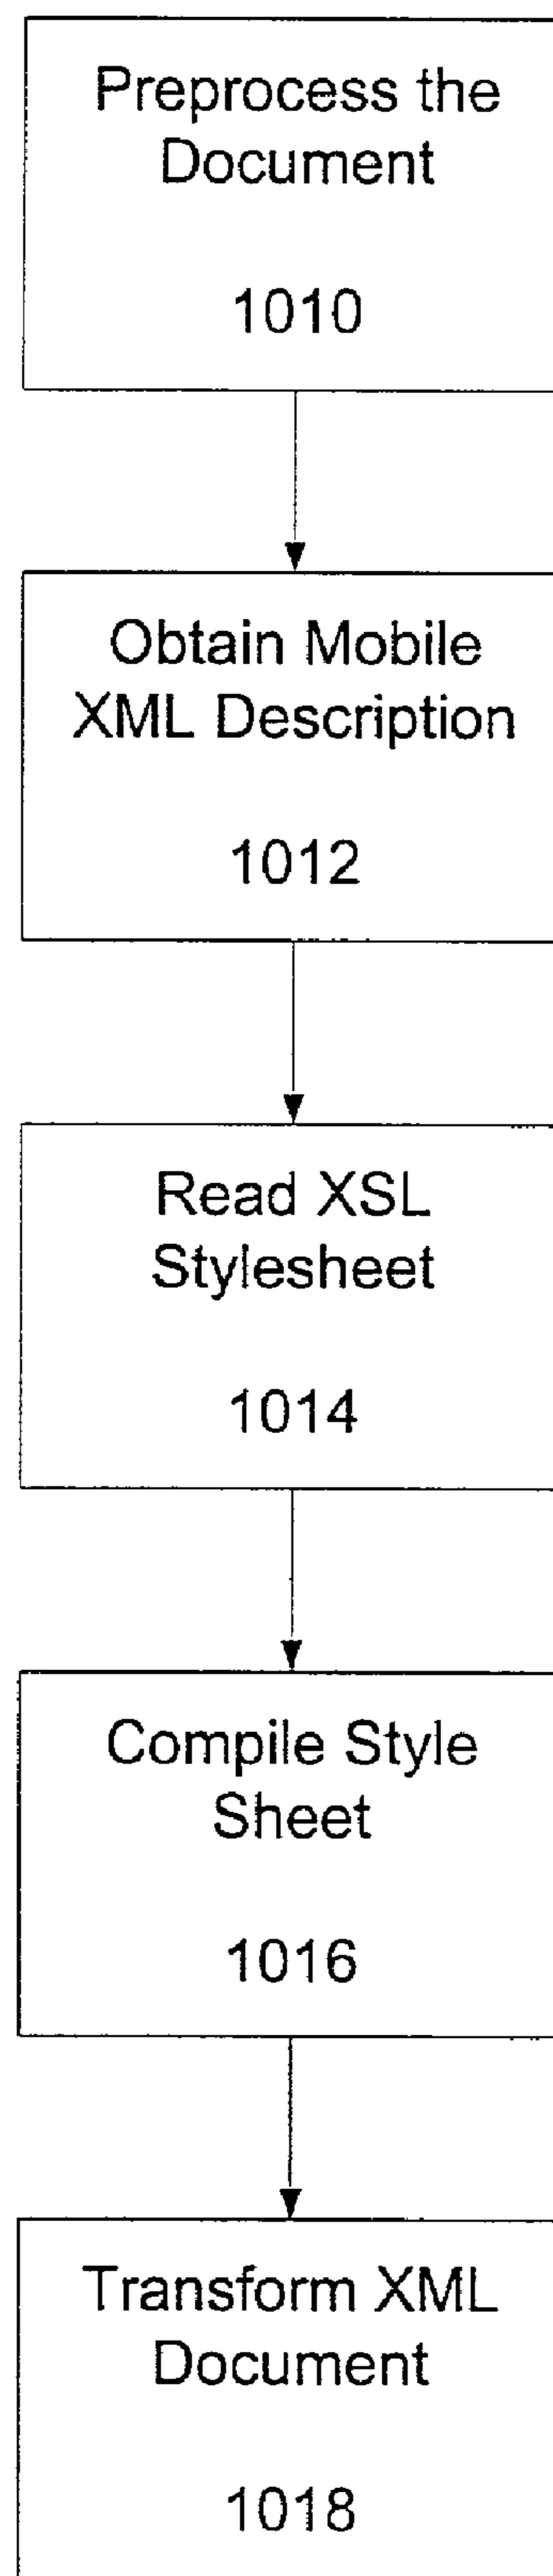 Preprocess the
Document
1010
Obtain Mobile
XML Description
1012
Read XSL
Stylesheet
1014
Compile Style
Sheet
1016
Transform XML
Document
1018